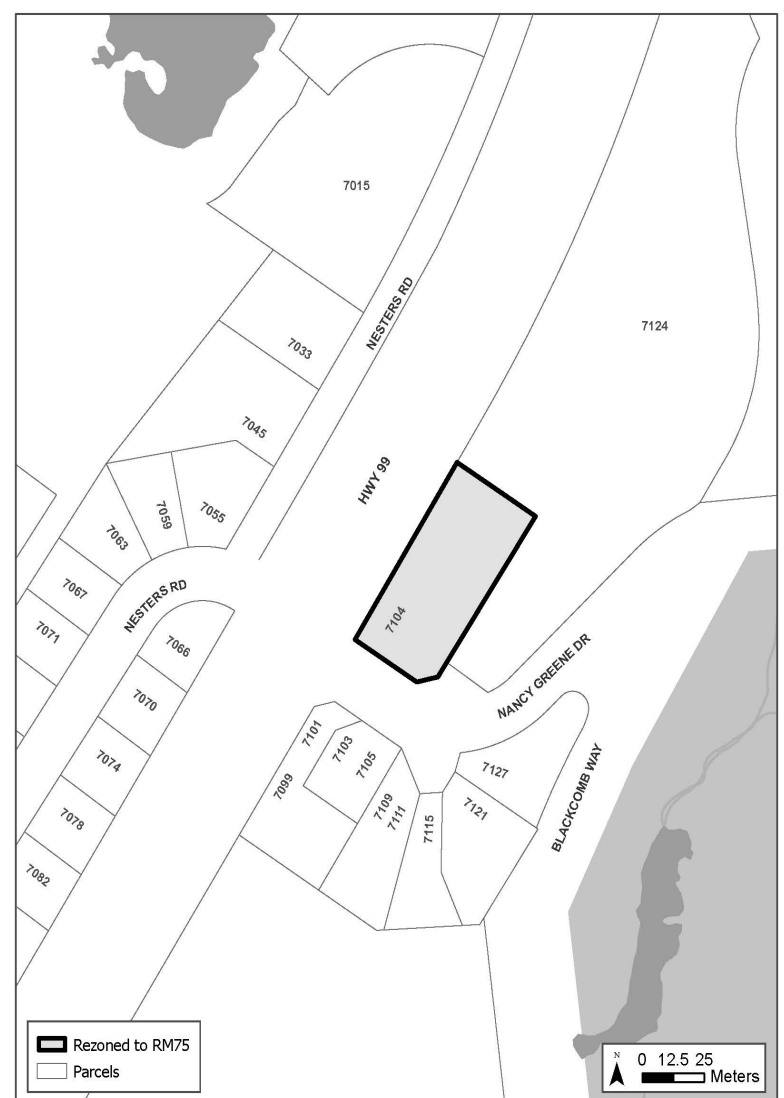 7015
NESTERS RD
7124
7033
7045
HWY 99
7055
7059
7063
7067
NESTERS RD
7071
7104
7066
NANCY GREENE DR
7070
7101
7103
7105
7099
7127
7074
BLACKCOMB WAY
7109
7111
7121
7115
7078
7082
Rezoned to RM75
Parcels
N
0 12.5 25
Meters